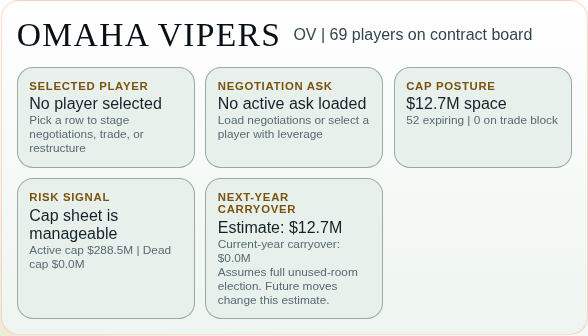 OMAHA VIPERS OV | 69 players on contract board
SELECTED PLAYER
No player selected
Pick a row to stage
negotiations, trade, or
restructure
NEGOTIATION ASK
No active ask loaded
Load negotiations or select a
player with leverage
CAP POSTURE
$12.7M space
52 expiring | 0 on trade block
RISK SIGNAL
Cap sheet is
manageable
Active cap $288.5M | Dead
cap $0.0M
NEXT-YEAR
CARRYOVER
Estimate: $12.7M
Current-year carryover:
$0.0M
Assumes full unused-room
election. Future moves
change this estimate.